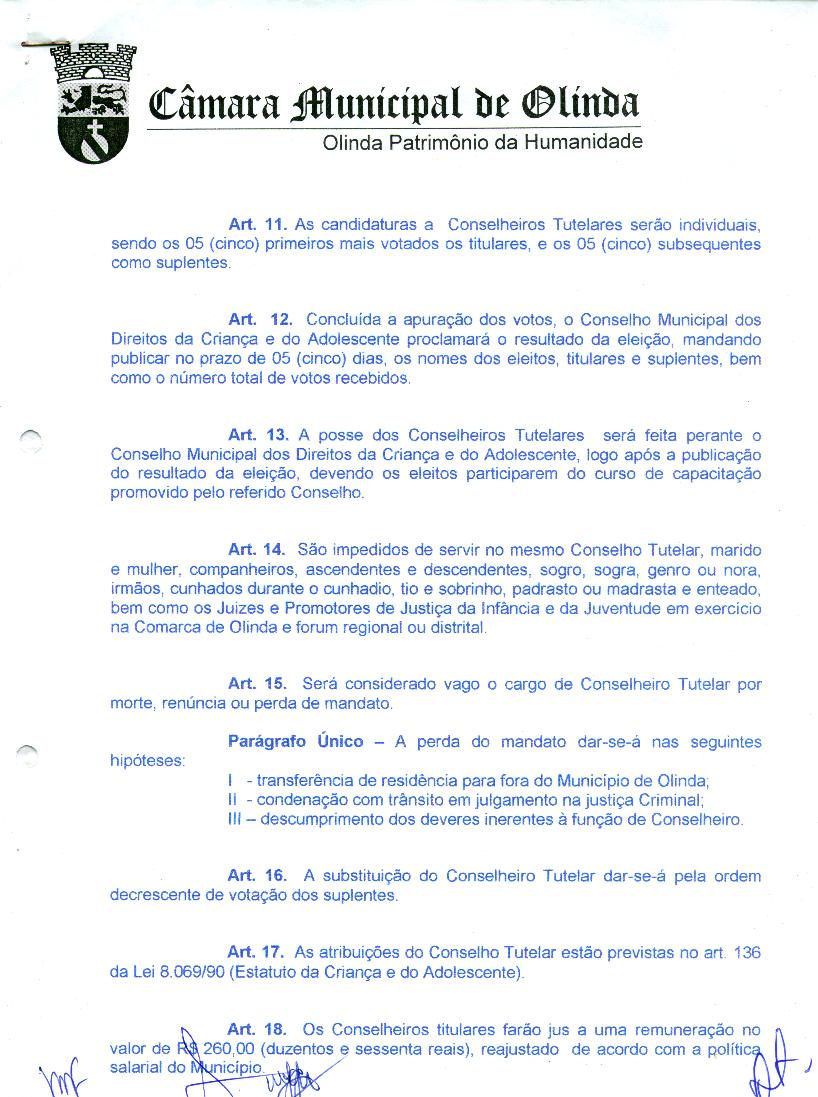 Câmara Municipal de Olinda
Olinda Patrimônio da Humanidade
Art. 11. As candidaturas a Conselheiros Tutelares serão individuais,
sendo os 05 (cinco) primeiros mais votados os titulares, e os 05 (cinco) subsequentes
como suplentes.
Art. 12. Concluída a apuração dos votos, o Conselho Municipal dos
Direitos da Criança e do Adolescente proclamará o resultado da eleição, mandando
publicar no prazo de 05 (cinco) dias, os nomes dos eleitos, titulares e suplentes, bem
como o número total de votos recebidos.
Art. 13. A posse dos Conselheiros Tutelares será feita perante o
Conselho Municipal dos Direitos da Criança e do Adolescente, logo após a publicação
do resultado da eleição, devendo os eleitos participarem do curso de capacitação
promovido pelo referido Conselho.
Art. 14. São impedidos de servir no mesmo Conselho Tutelar, marido
e mulher, companheiros, ascendentes e descendentes, sogro, sogra, genro ou nora,
irmãos, cunhados durante o cunhadio, tio e sobrinho, padrasto ou madrasta e enteado,
bem como os Juizes e Promotores de Justiça da Infância e da Juventude em exercício
na Comarca de Olinda e forum regional ou distrital.
Art. 15. Será considerado vago o cargo de Conselheiro Tutelar por
morte, renúncia ou perda de mandato.
Parágrafo Único – A perda do mandato dar-se-á nas seguintes
hipóteses:
I - transferência de residência para fora do Município de Olinda;
II - condenação com trânsito em julgamento na justiça Criminal;
III – descumprimento dos deveres inerentes à função de Conselheiro.
Art. 16. A substituição do Conselheiro Tutelar dar-se-á pela ordem
decrescente de votação dos suplentes.
Art. 17. As atribuições do Conselho Tutelar estão previstas no art. 136
da Lei 8.069/90 (Estatuto da Criança e do Adolescente).
Art. 18. Os Conselheiros titulares farão jus a uma remuneração no
valor de R$ 260,00 (duzentos e sessenta reais), reajustado de acordo com a política
salarial do Município.